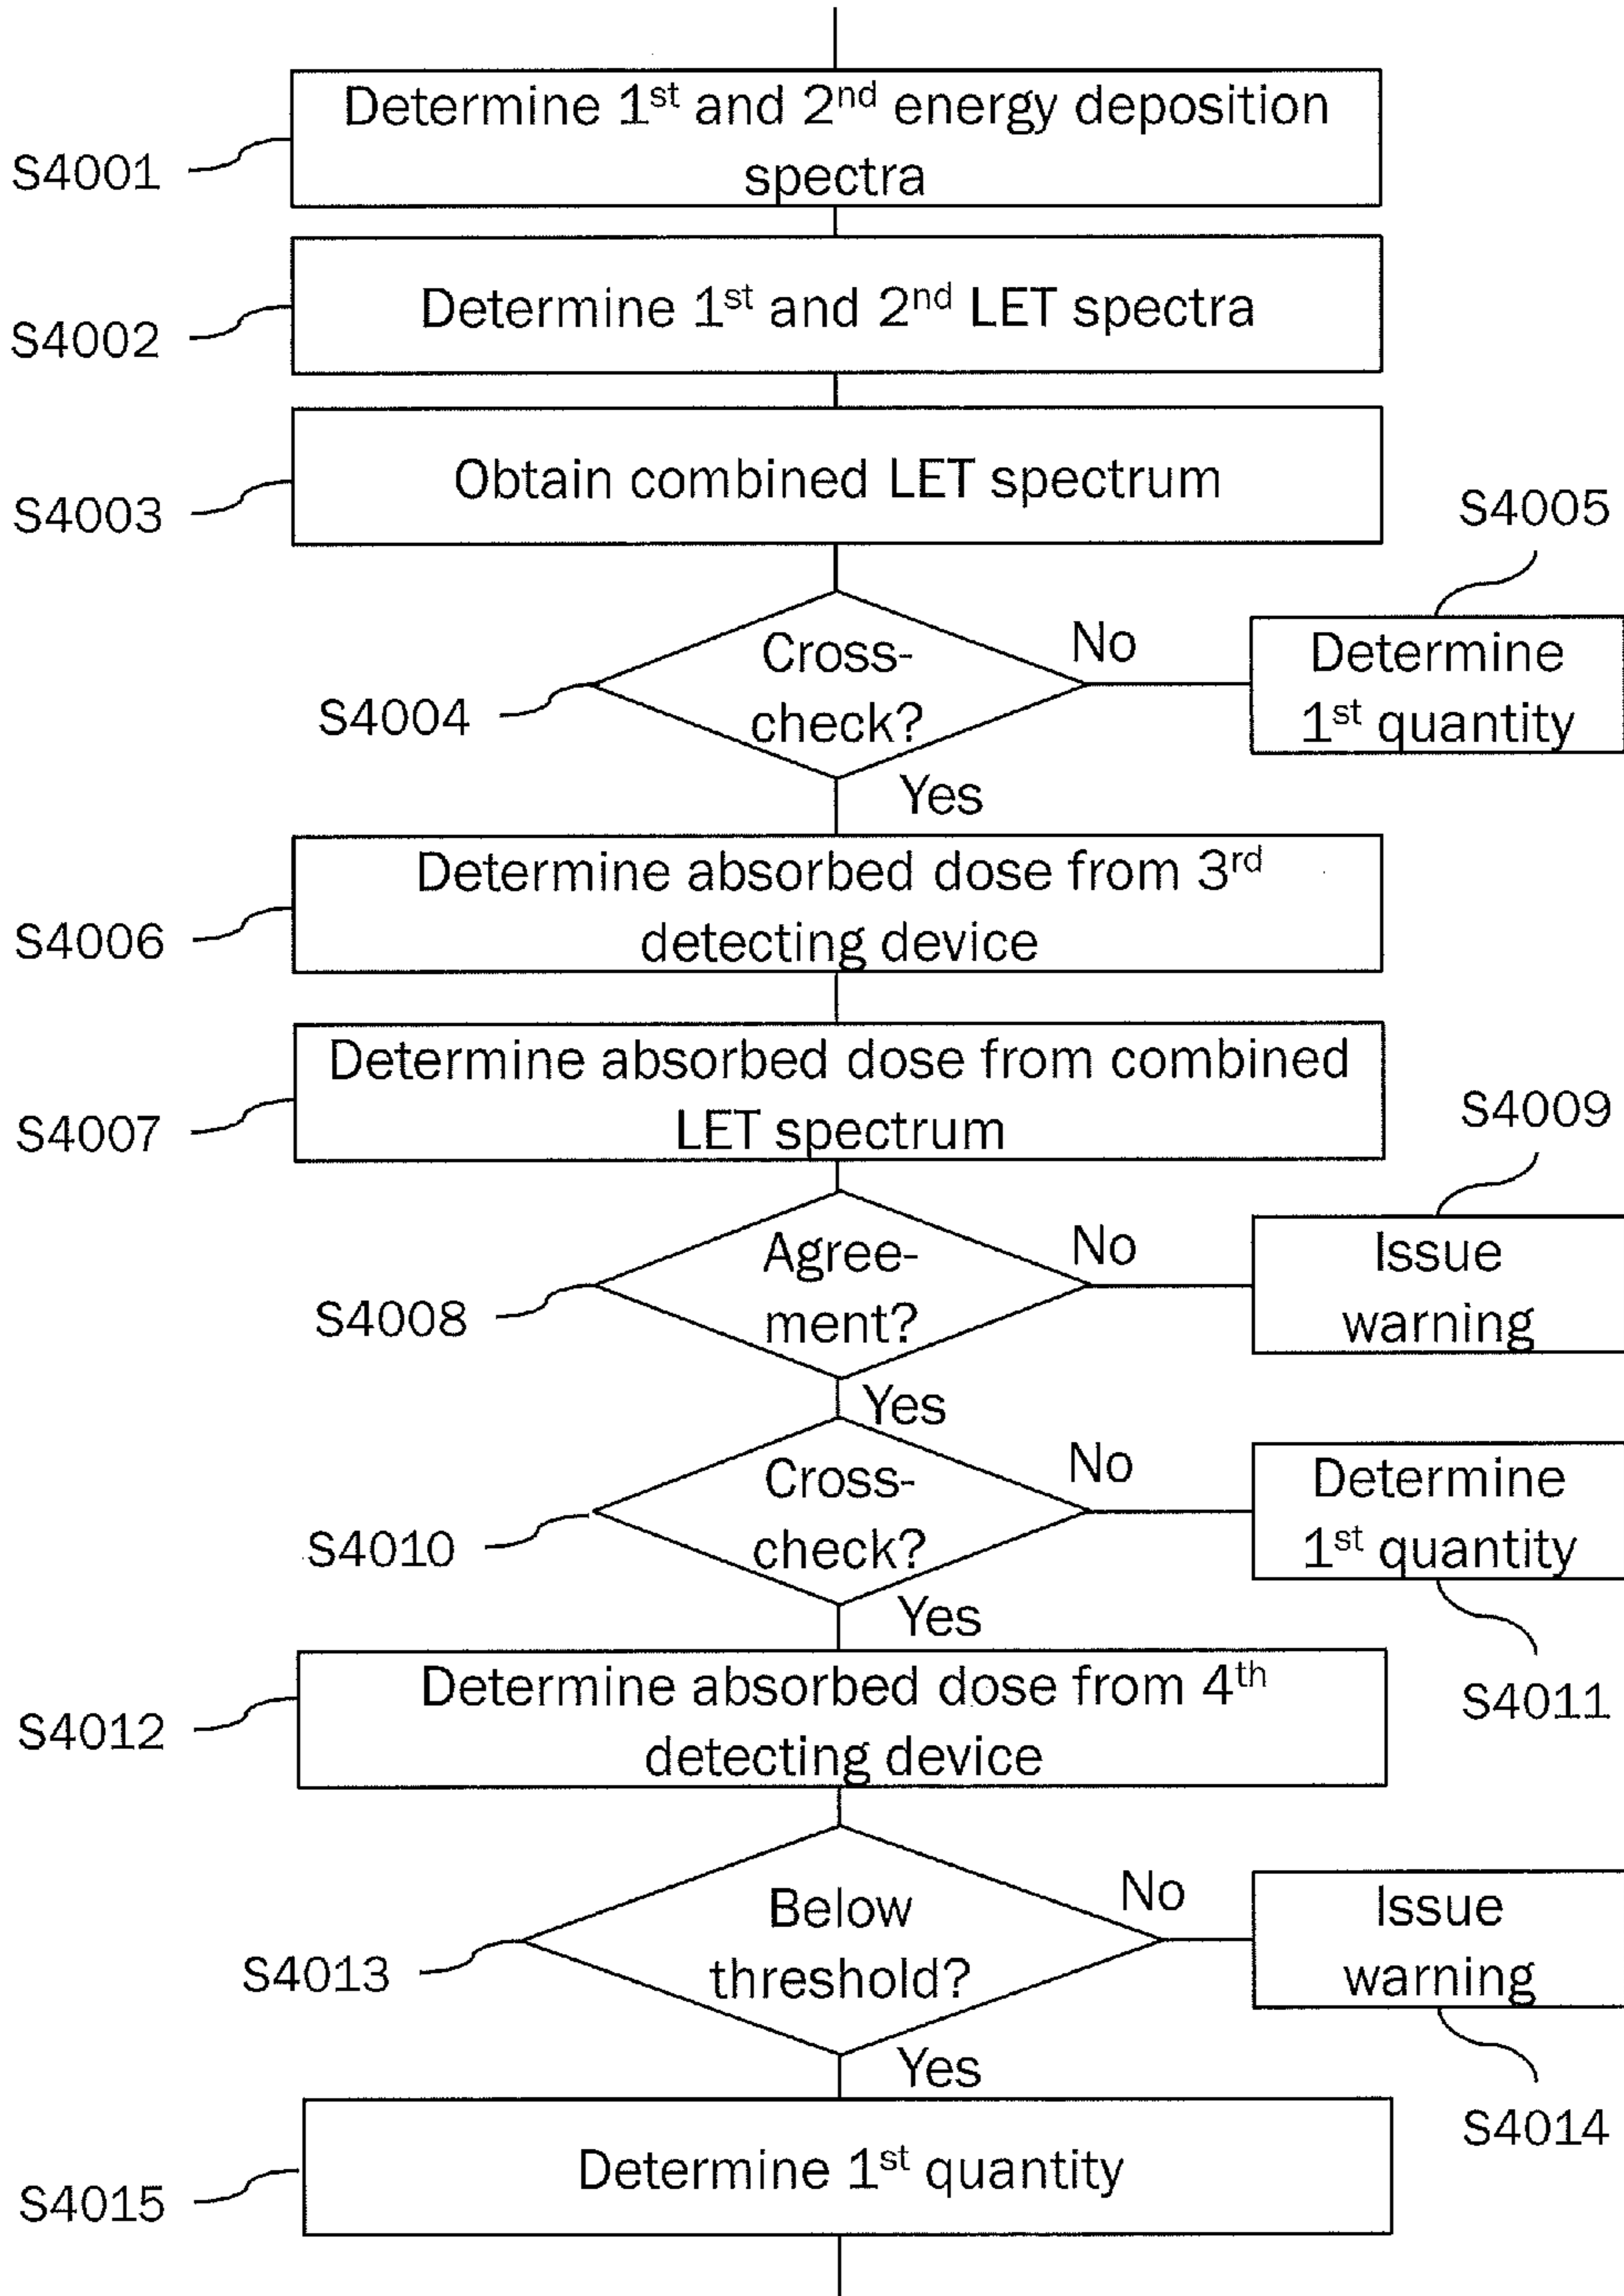 Determine 1st and 2nd energy deposition
spectra
S4001
Determine 1st and 2nd LET spectra
S4002
Obtain combined LET spectrum
S4003
S4005
Cross-
check?
No
Determine
1st quantity
S4004
Yes
Determine absorbed dose from 3rd
detecting device
S4006
Determine absorbed dose from combined
LET spectrum
S4007
S4009
Agree-
ment?
No
Issue
warning
S4008
Yes
Cross-
check?
No
Determine
1st quantity
S4010
Yes
Determine absorbed dose from 4th
detecting device
S4011
S4012
Below
threshold?
No
Issue
warning
S4013
Yes
S4014
Determine 1st quantity
S4015